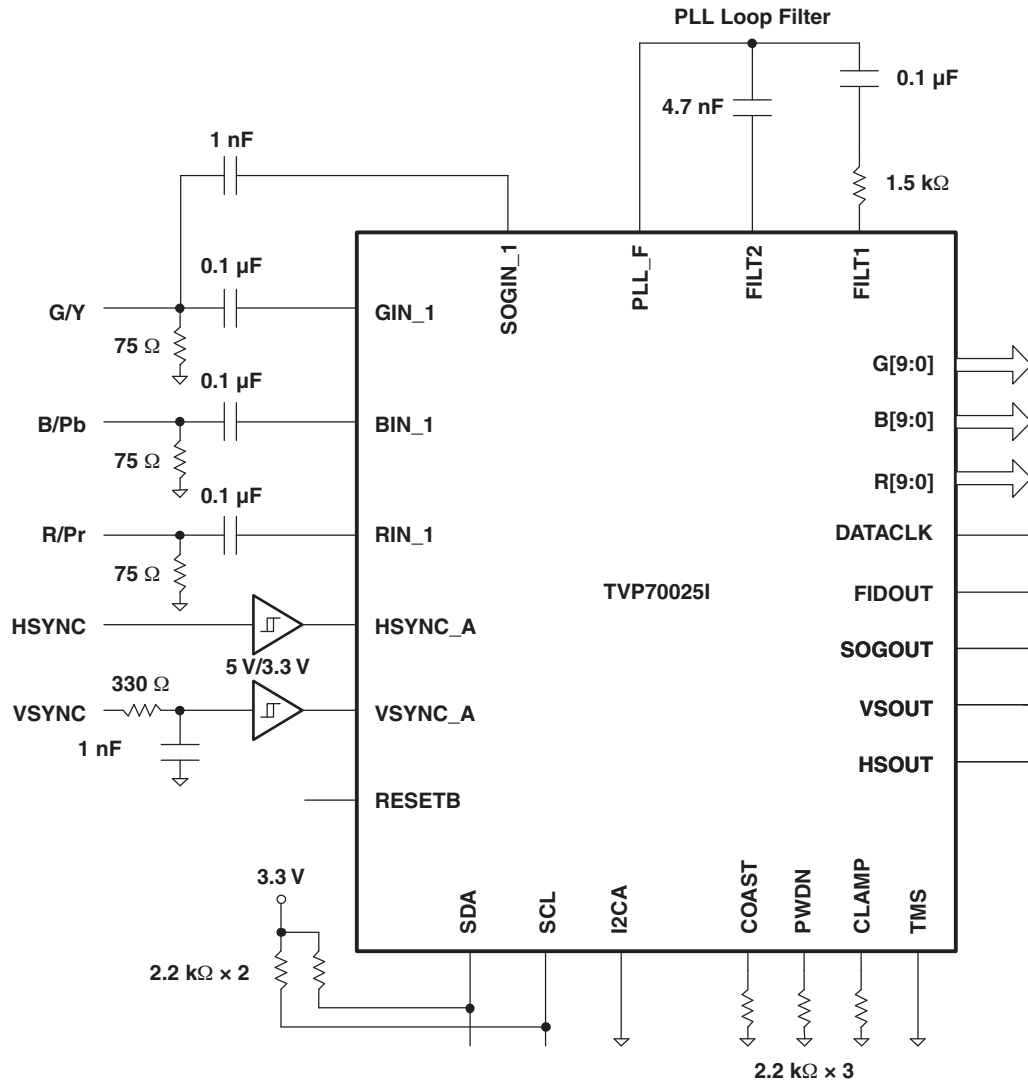 PLL Loop Filter
0.1 µF
4.7 nF
1 nF
1.5 kΩ
SOGIN_1
PLL_F
FILT2
FILT1
0.1 µF
G/Y
GIN_1
75 Ω
G[9:0]
0.1 µF
B/Pb
BIN_1
B[9:0]
75 Ω
R[9:0]
0.1 µF
R/Pr
RIN_1
DATACLK
75 Ω
TVP70025I
FIDOUT
HSYNC
HSYNC_A
SOGOUT
5 V/3.3 V
330 Ω
VSYNC
VSYNC_A
VSOUT
1 nF
HSOUT
RESETB
3.3 V
SDA
SCL
I2CA
COAST
PWDN
CLAMP
TMS
2.2 kΩ × 2
2.2 kΩ × 3